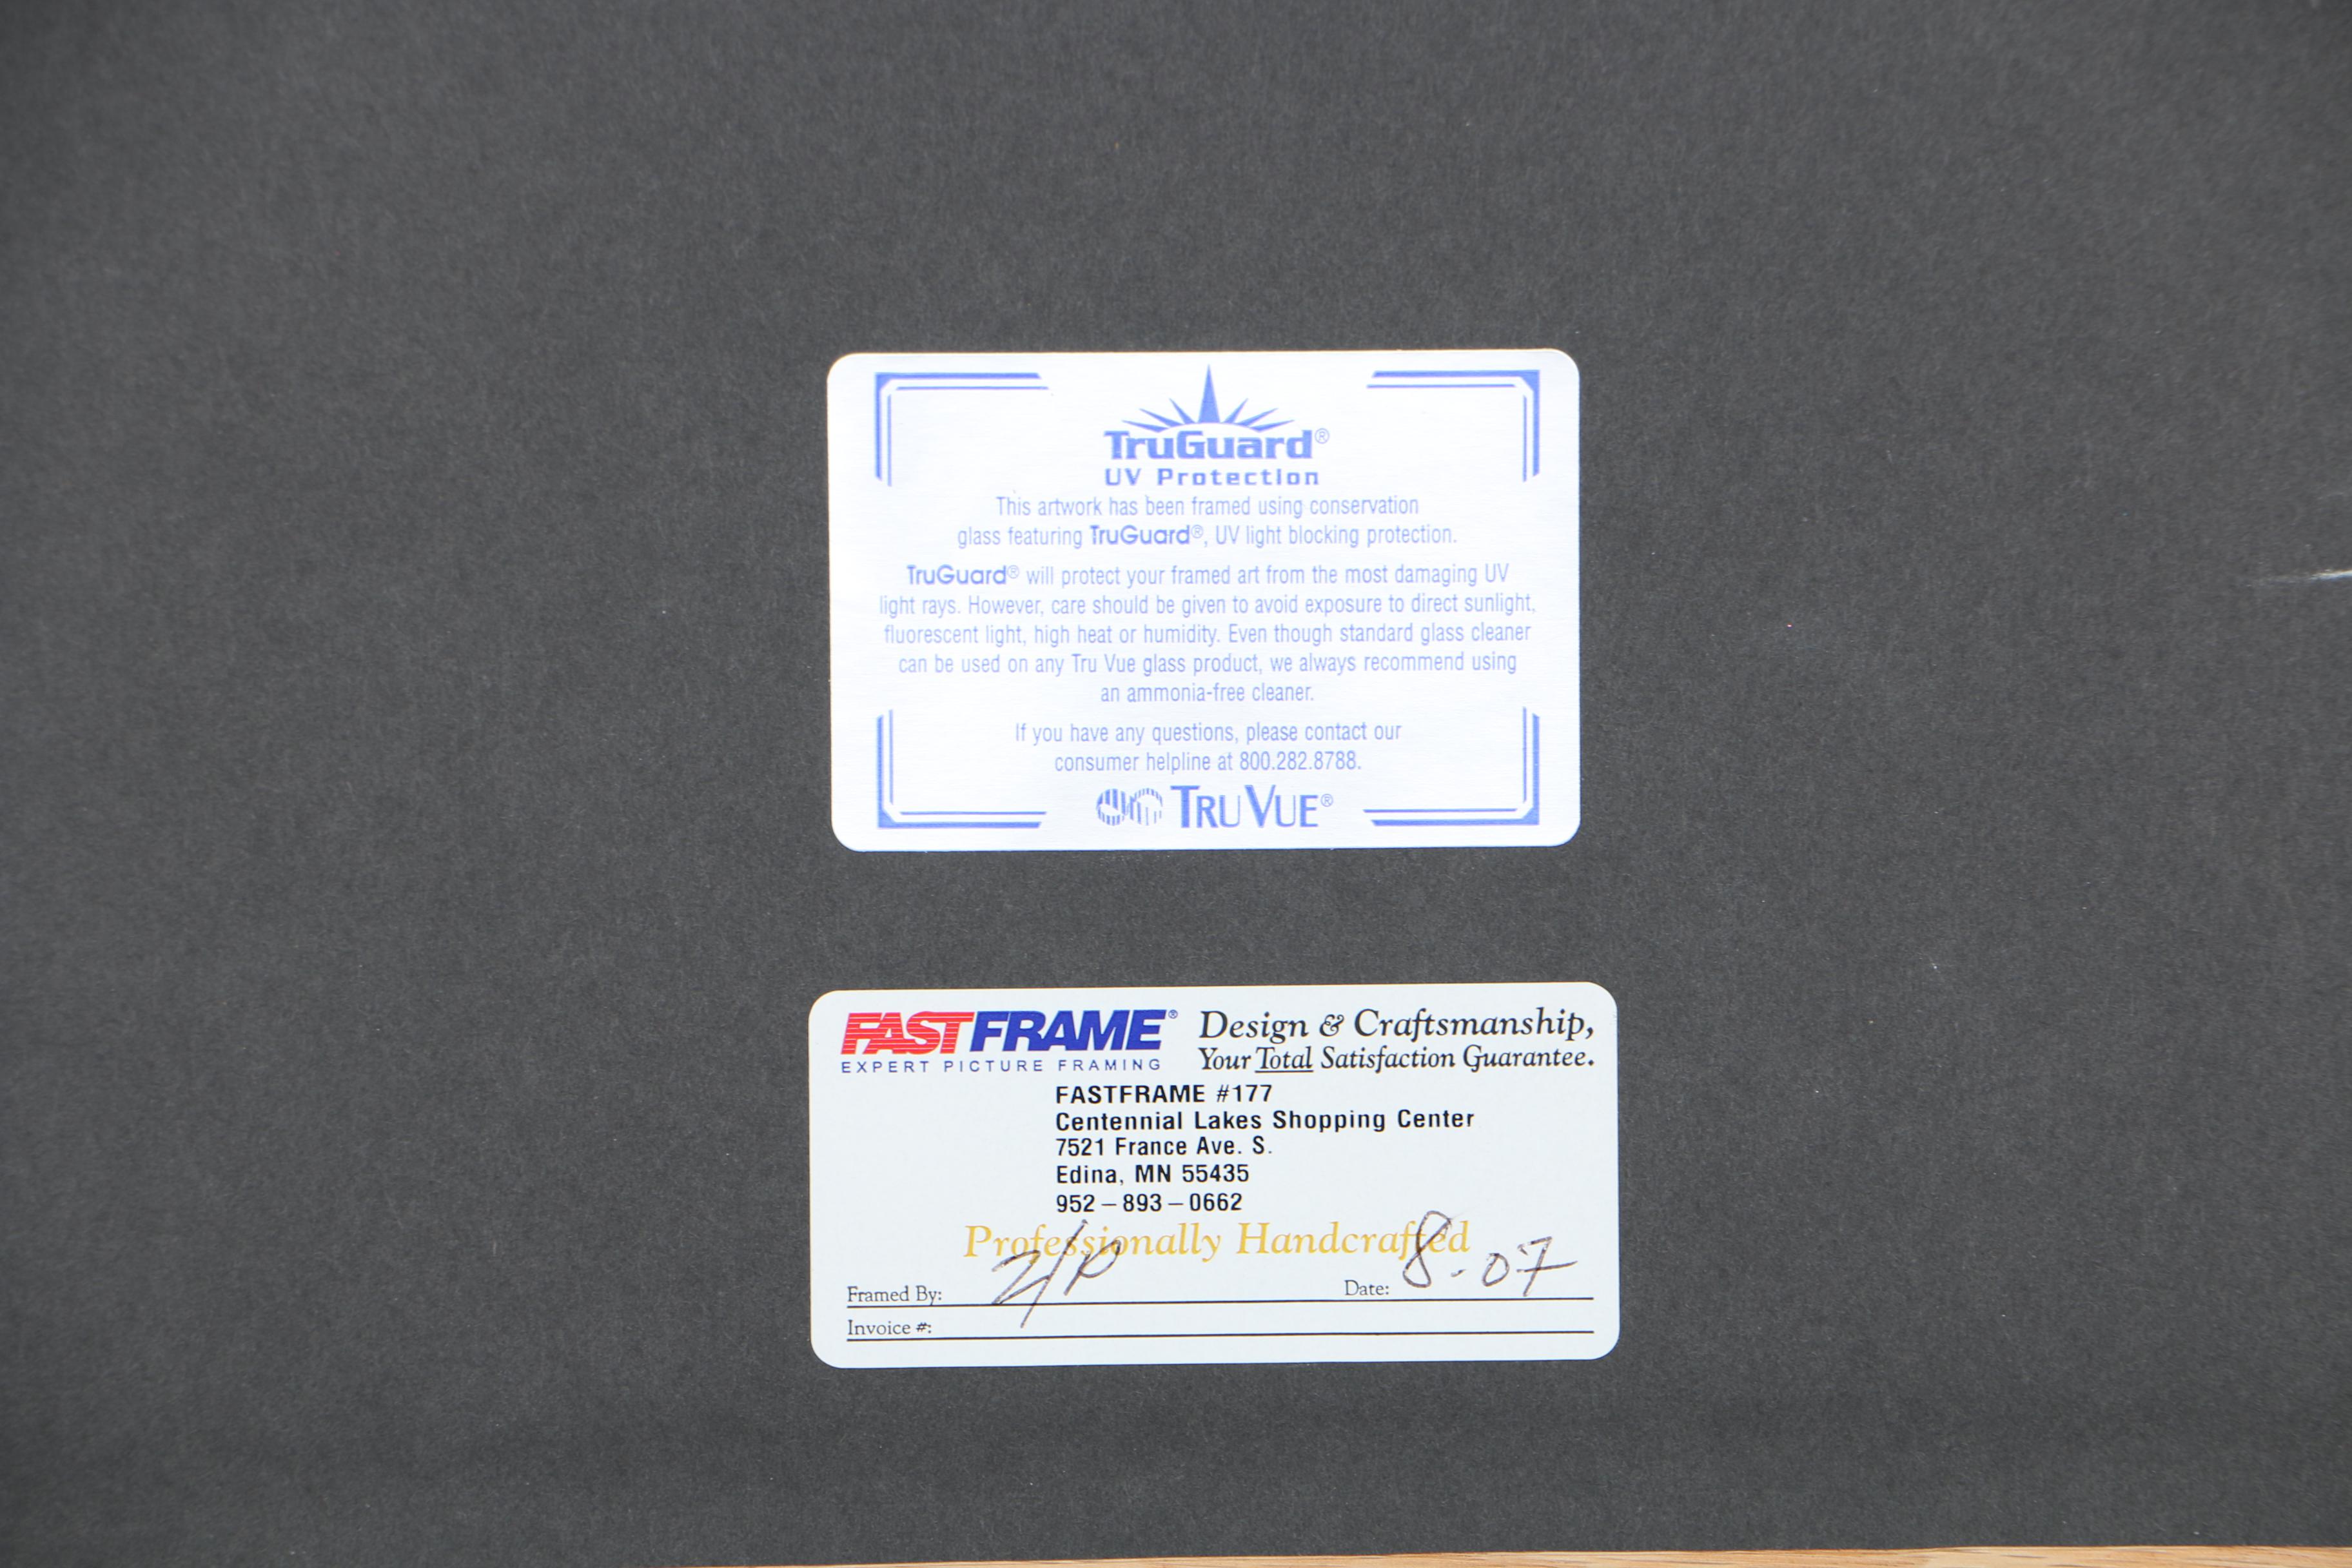 TruGuard®
UV Protection
This artwork has been framed using conservation
glass featuring TruGuard®, UV light blocking protection.
TruGuard® will protect your framed art from the most damaging UV
light rays. However, care should be given to avoid exposure to direct sunlight,
fluorescent light, high heat or humidity. Even though standard glass cleaner
can be used on any Tru Vue glass product, we always recommend using
an ammonia-free cleaner.
If you have any questions, please contact our
consumer helpline at 800.282.8788.
TRU VUE®
FASTFRAME®
EXPERT PICTURE FRAMING
Design & Craftsmanship,
Your Total Satisfaction Guarantee.
FASTFRAME #177
Centennial Lakes Shopping Center
7521 France Ave. S.
Edina, MN 55435
952-893-0662
Professionally Handcrafted
Framed By: Date: 8-07
Invoice #: